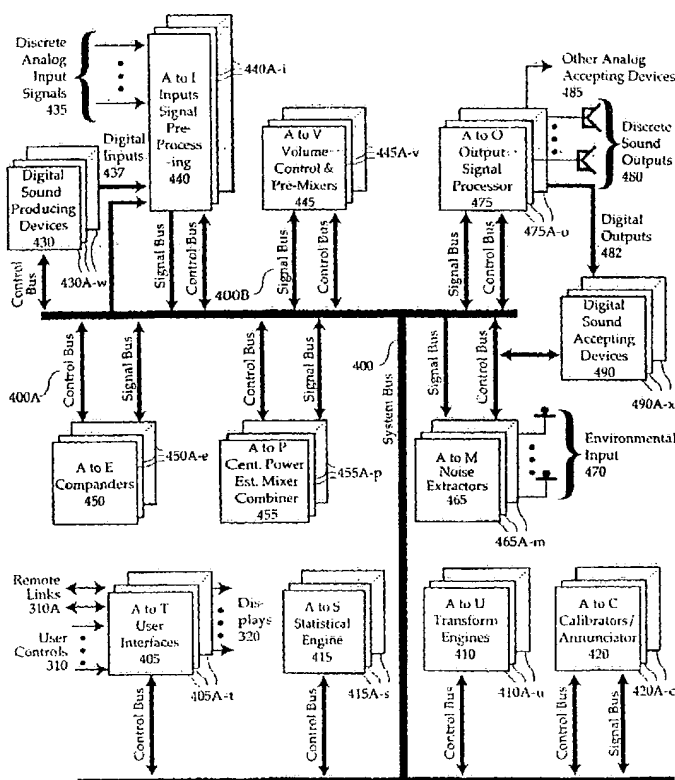 Discrete
Analog
Input
Signals
435
A to I
Inputs
Signal
Pre-
Process
-ing
440
440A-i
Digital
Inputs
437
Digital
Sound
Producing
Devices
430
430A-w
Control
Bus
Signal Bus
Control Bus
A to V
Volume
Control &
Pre-Mixers
445
445A-v
400B
Signal Bus
Control Bus
A to O
Output
Signal
Processor
475
475A-o
Other Analog
Accepting Devices
485
Discrete
Sound
Outputs
480
Digital
Outputs
482
Signal Bus
Control Bus
Digital
Sound
Accepting
Devices
490
490A-x
400A
Control Bus
Signal Bus
Control Bus
Signal Bus
400
System Bus
Signal Bus
Control Bus
A to E
Companders
450
450A-e
A to P
Cent. Power
Est. Mixer
Combiner
455
455A-p
A to M
Noise
Extractors
465
465A-m
Environmental
Input
470
Remote
Links
310A
User
Controls
310
A to T
User
Interfaces
405
405A-t
Dis-
plays
320
A to S
Statistical
Engine
415
415A-s
A to U
Transform
Engines
410
410A-u
A to C
Calibrators/
Annunciator
420
420A-c
Control Bus
Control Bus
Control Bus
Control Bus
Signal Bus